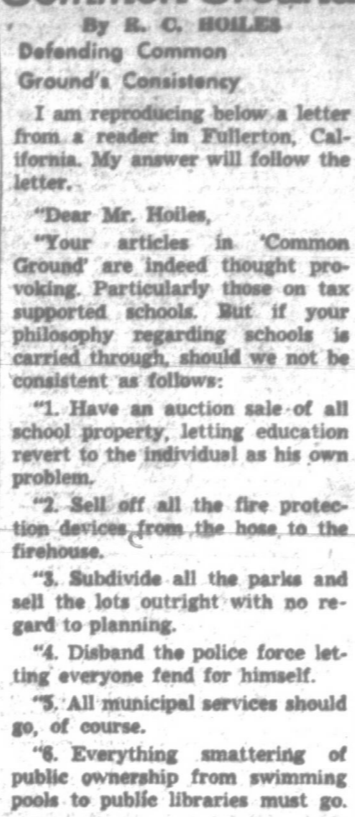 By R. C. HOILES
Defending Common
Ground's Consistency
I am reproducing below a letter
from a reader in Fullerton, Cal-
ifornia. My answer will follow the
letter.
"Dear Mr. Hoiles,
"Your articles in 'Common
Ground' are indeed thought pro-
voking. Particularly those on tax
supported schools. But if your
philosophy regarding schools is
carried through, should we not be
consistent as follows:
"1. Have an auction sale of all
school property, letting education
revert to the individual as his own
problem.
"2. Sell off all the fire protec-
tion devices from the hose to the
firehouse.
"3. Subdivide all the parks and
sell the lots outright with no re-
gard to planning.
"4. Disband the police force let-
ting everyone fend for himself.
"5. All municipal services should
go, of course.
"6. Everything smattering of
public ownership from swimming
pools to public libraries must go.